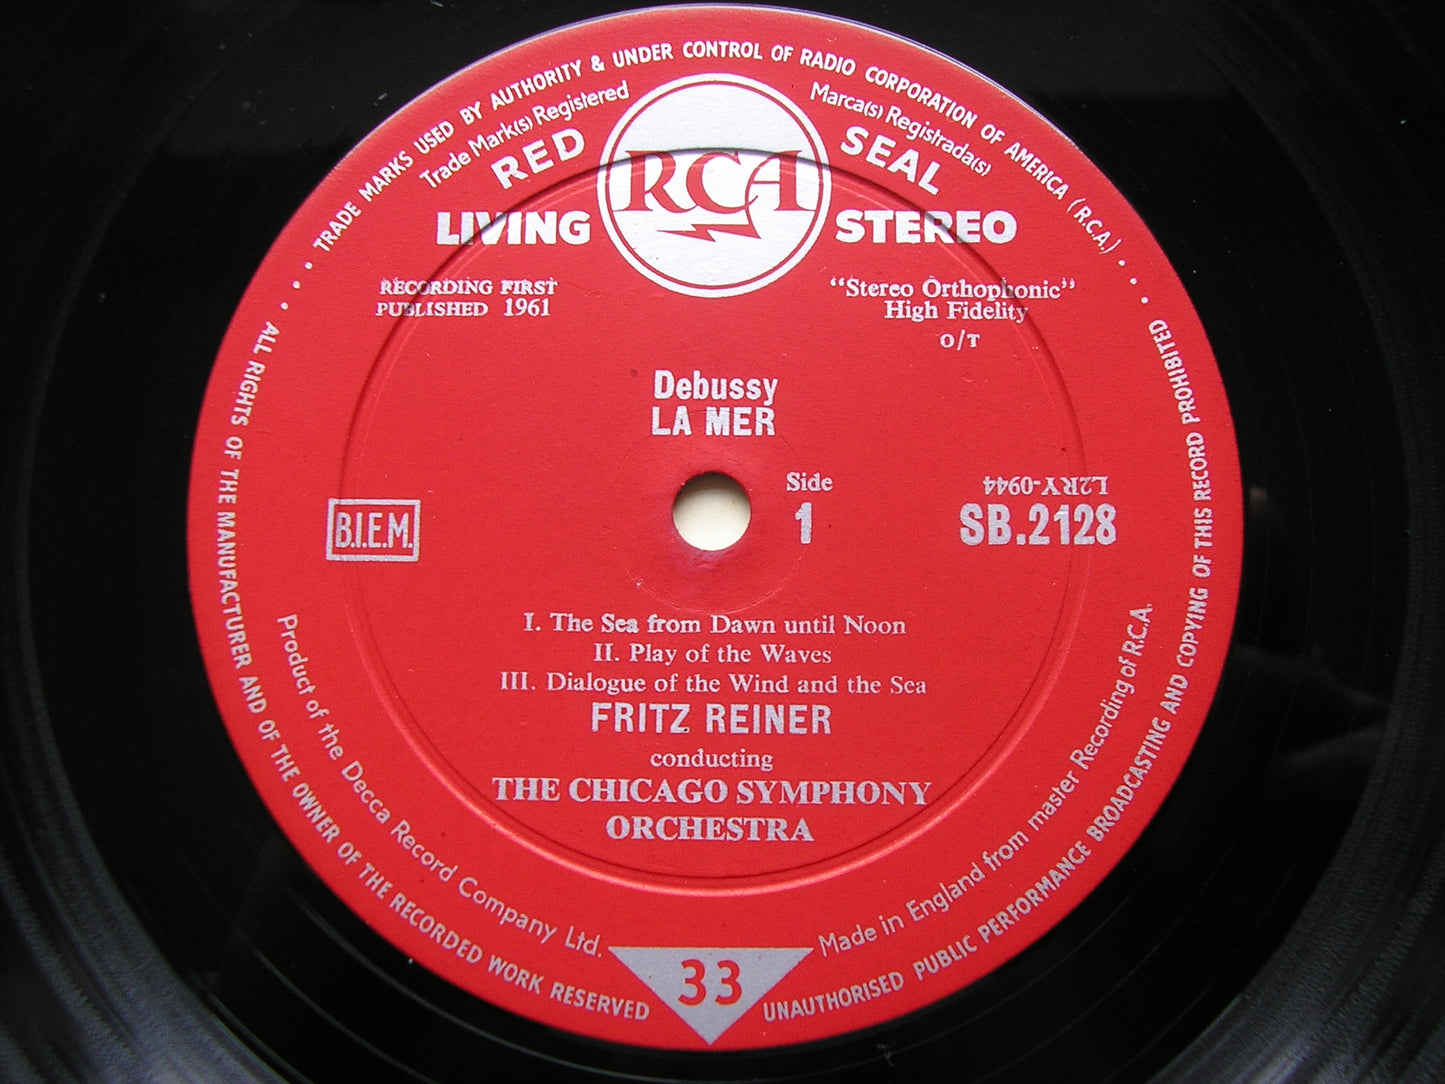 TRADE MARKS USED BY AUTHORITY & UNDER CONTROL OF RADIO CORPORATION OF AMERICA (R.C.A.)
Trade Mark(s) Registered
Marca(s) Registrada(s)
RED SEAL
RCA
LIVING STEREO
RECORDING FIRST
PUBLISHED 1961
"Stereo Orthophonic"
High Fidelity
O/T
Debussy
LA MER
Side
1
L2RY-0944
SB.2128
B.I.E.M.
I. The Sea from Dawn until Noon
II. Play of the Waves
III. Dialogue of the Wind and the Sea
FRITZ REINER
conducting
THE CHICAGO SYMPHONY
ORCHESTRA
Product of the Decca Record Company Ltd.
Made in England from master Recording of R.C.A.
33
ALL RIGHTS OF THE MANUFACTURER AND OF THE OWNER OF THE RECORDED WORK RESERVED
UNAUTHORISED PUBLIC PERFORMANCE BROADCASTING AND COPYING OF THIS RECORD PROHIBITED